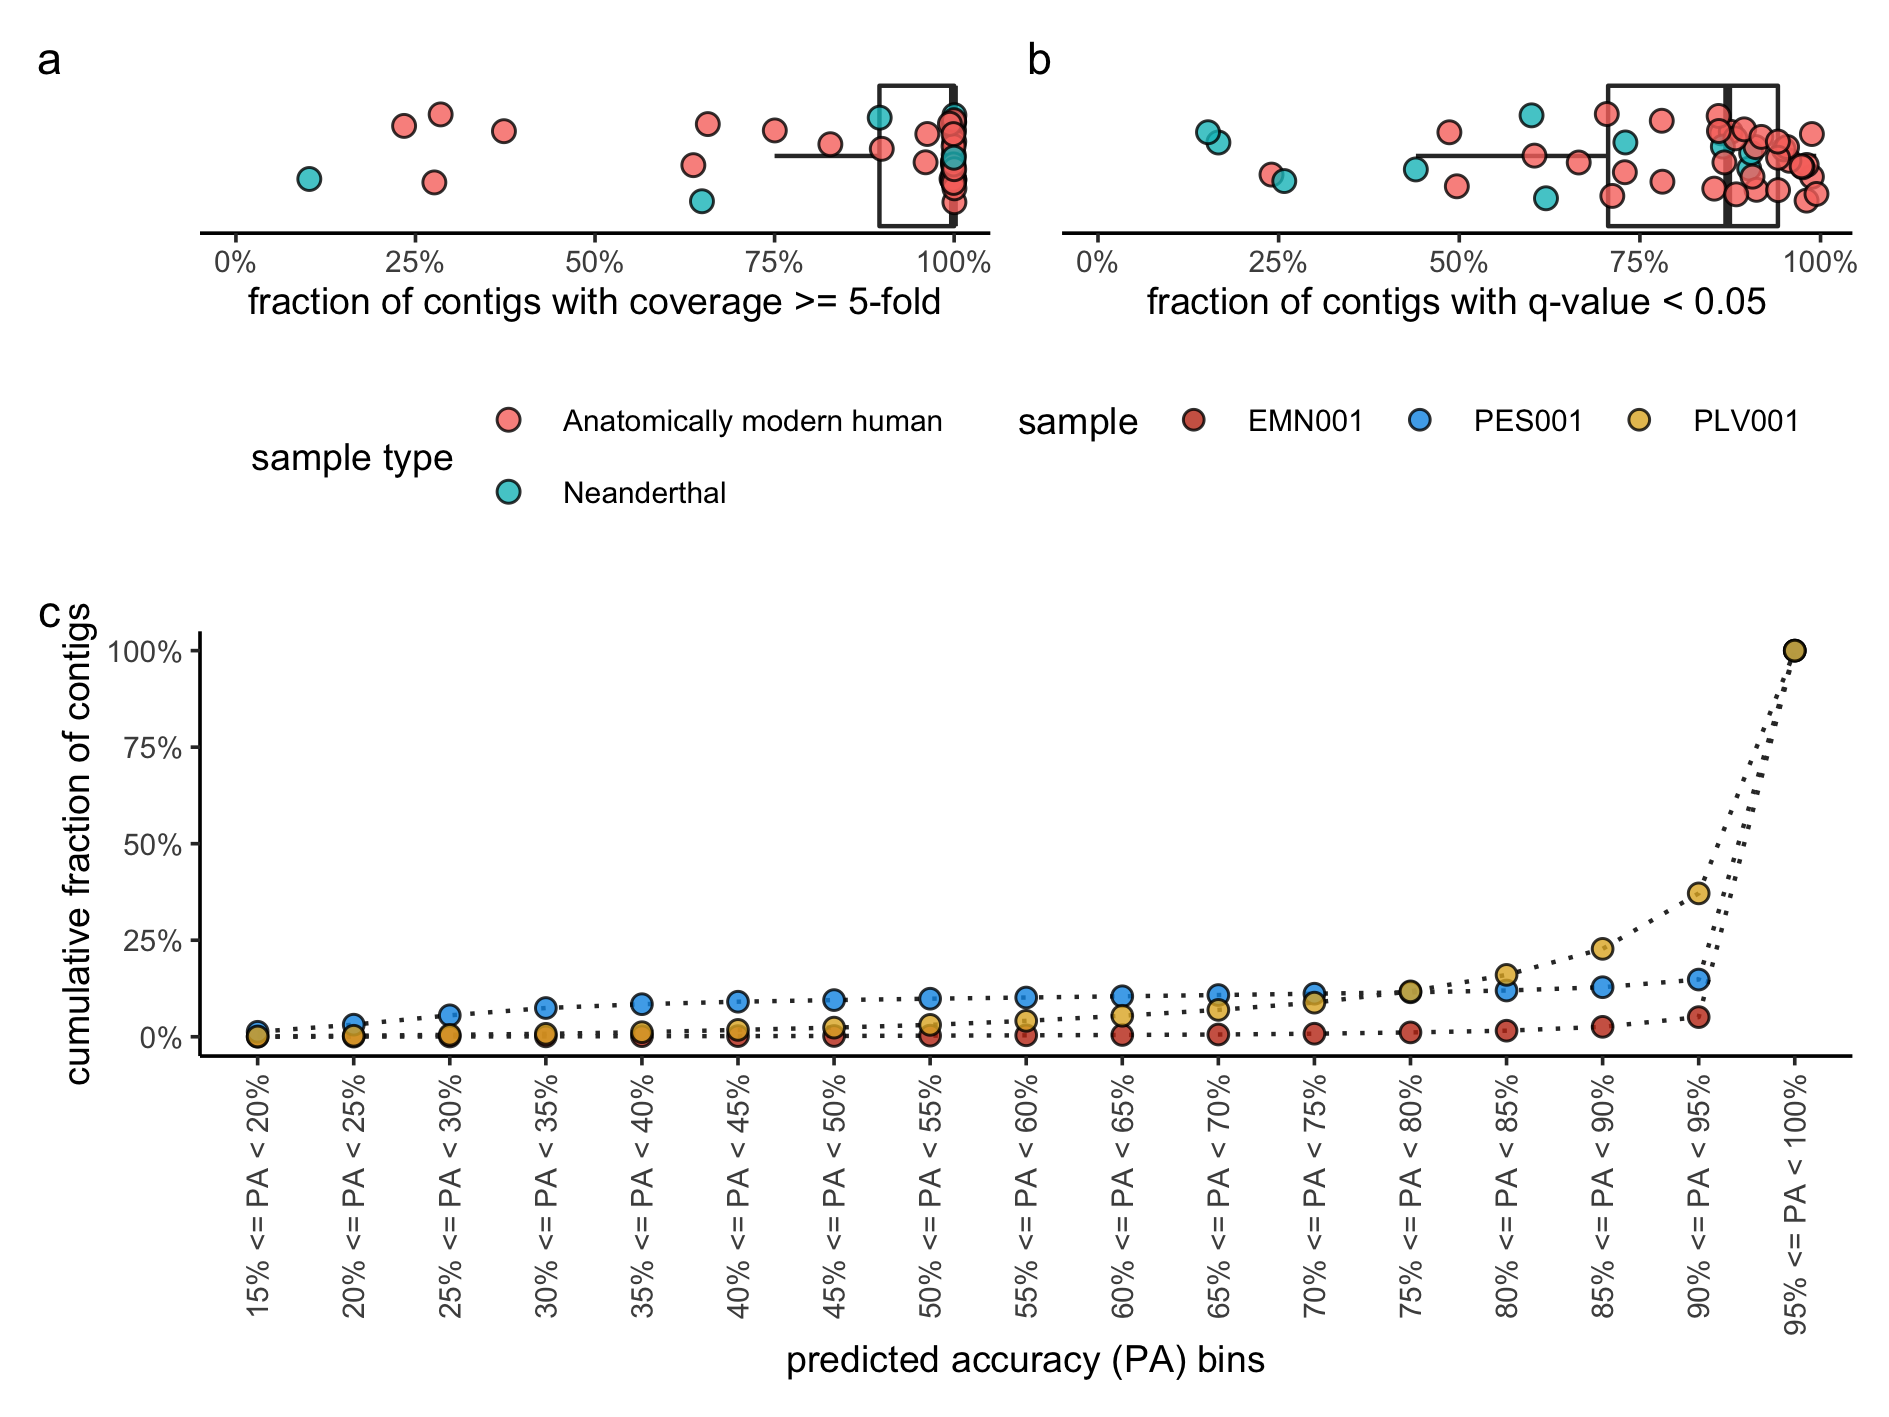 a
b
0% 25% 50% 75% 100%
fraction of contigs with coverage >= 5-fold
0% 25% 50% 75% 100%
fraction of contigs with q-value < 0.05
sample type
Anatomically modern human
Neanderthal
sample EMN001 PES001 PLV001
c
cumulative fraction of contigs
100%
75%
50%
25%
0%
15% <= PA < 20%
20% <= PA < 25%
25% <= PA < 30%
30% <= PA < 35%
35% <= PA < 40%
40% <= PA < 45%
45% <= PA < 50%
50% <= PA < 55%
55% <= PA < 60%
60% <= PA < 65%
65% <= PA < 70%
70% <= PA < 75%
75% <= PA < 80%
80% <= PA < 85%
85% <= PA < 90%
90% <= PA < 95%
95% <= PA < 100%
predicted accuracy (PA) bins